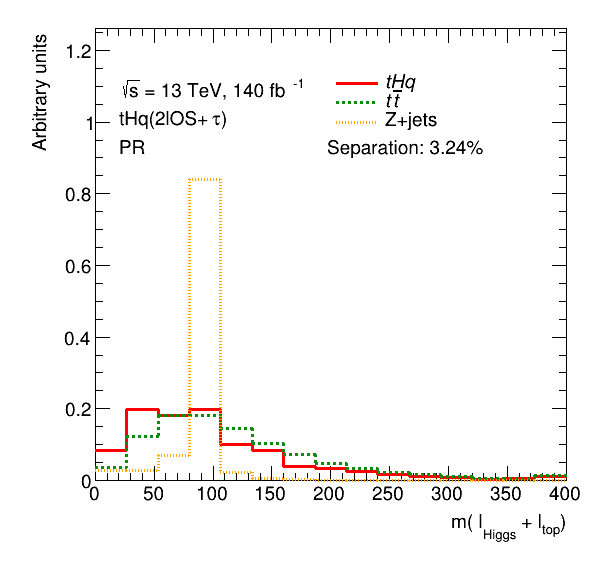 Arbitrary units
1.2
1
0.8
0.6
0.4
0.2
0
√s = 13 TeV, 140 fb⁻¹
tHq(2lOS+ τ)
PR
tHq
tt̅
Z+jets
Separation: 3.24%
0 50 100 150 200 250 300 350 400
m( l_Higgs + l_top)